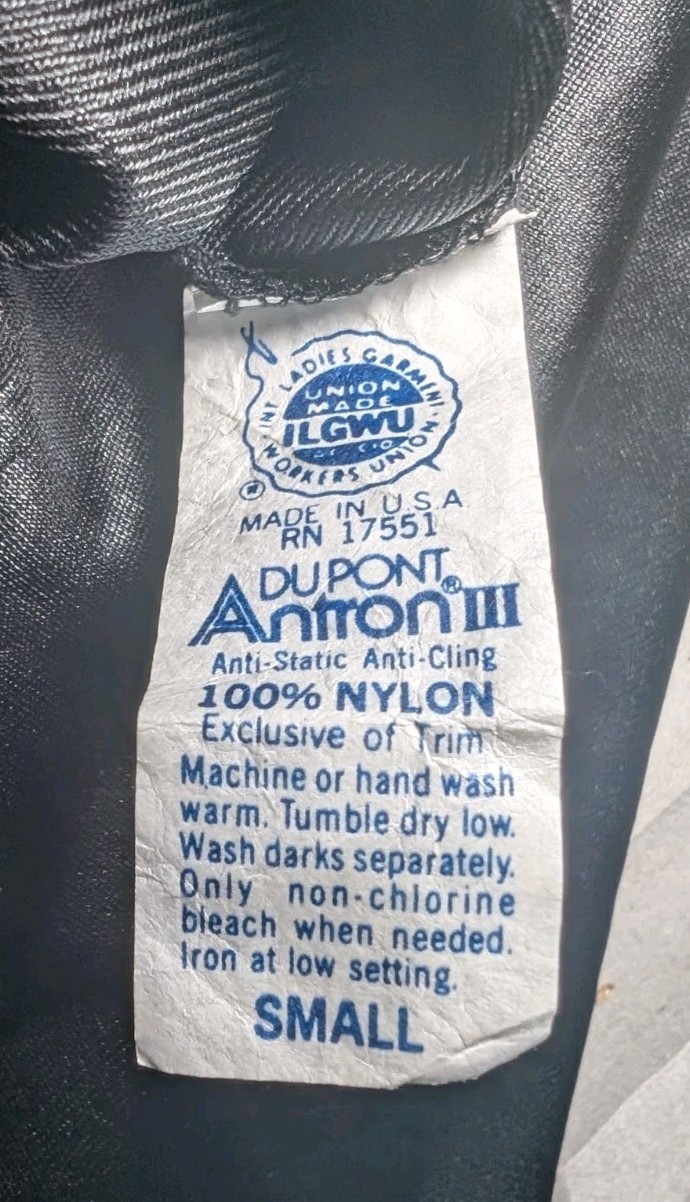 INT. LADIES GARMENT
WORKERS UNION
UNION
MADE
ILGWU
AFL CIO
®
MADE IN U.S.A
RN 17551
DU PONT
Antron® III
Anti-Static Anti-Cling
100% NYLON
Exclusive of Trim
Machine or hand wash
warm. Tumble dry low.
Wash darks separately.
Only non-chlorine
bleach when needed.
Iron at low setting.
SMALL